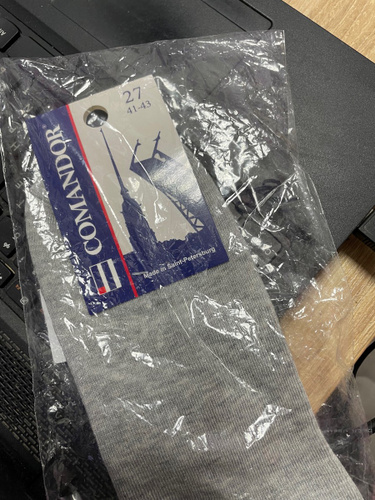 27
41-43
COMANDOR
Made in Saint-Petersburg